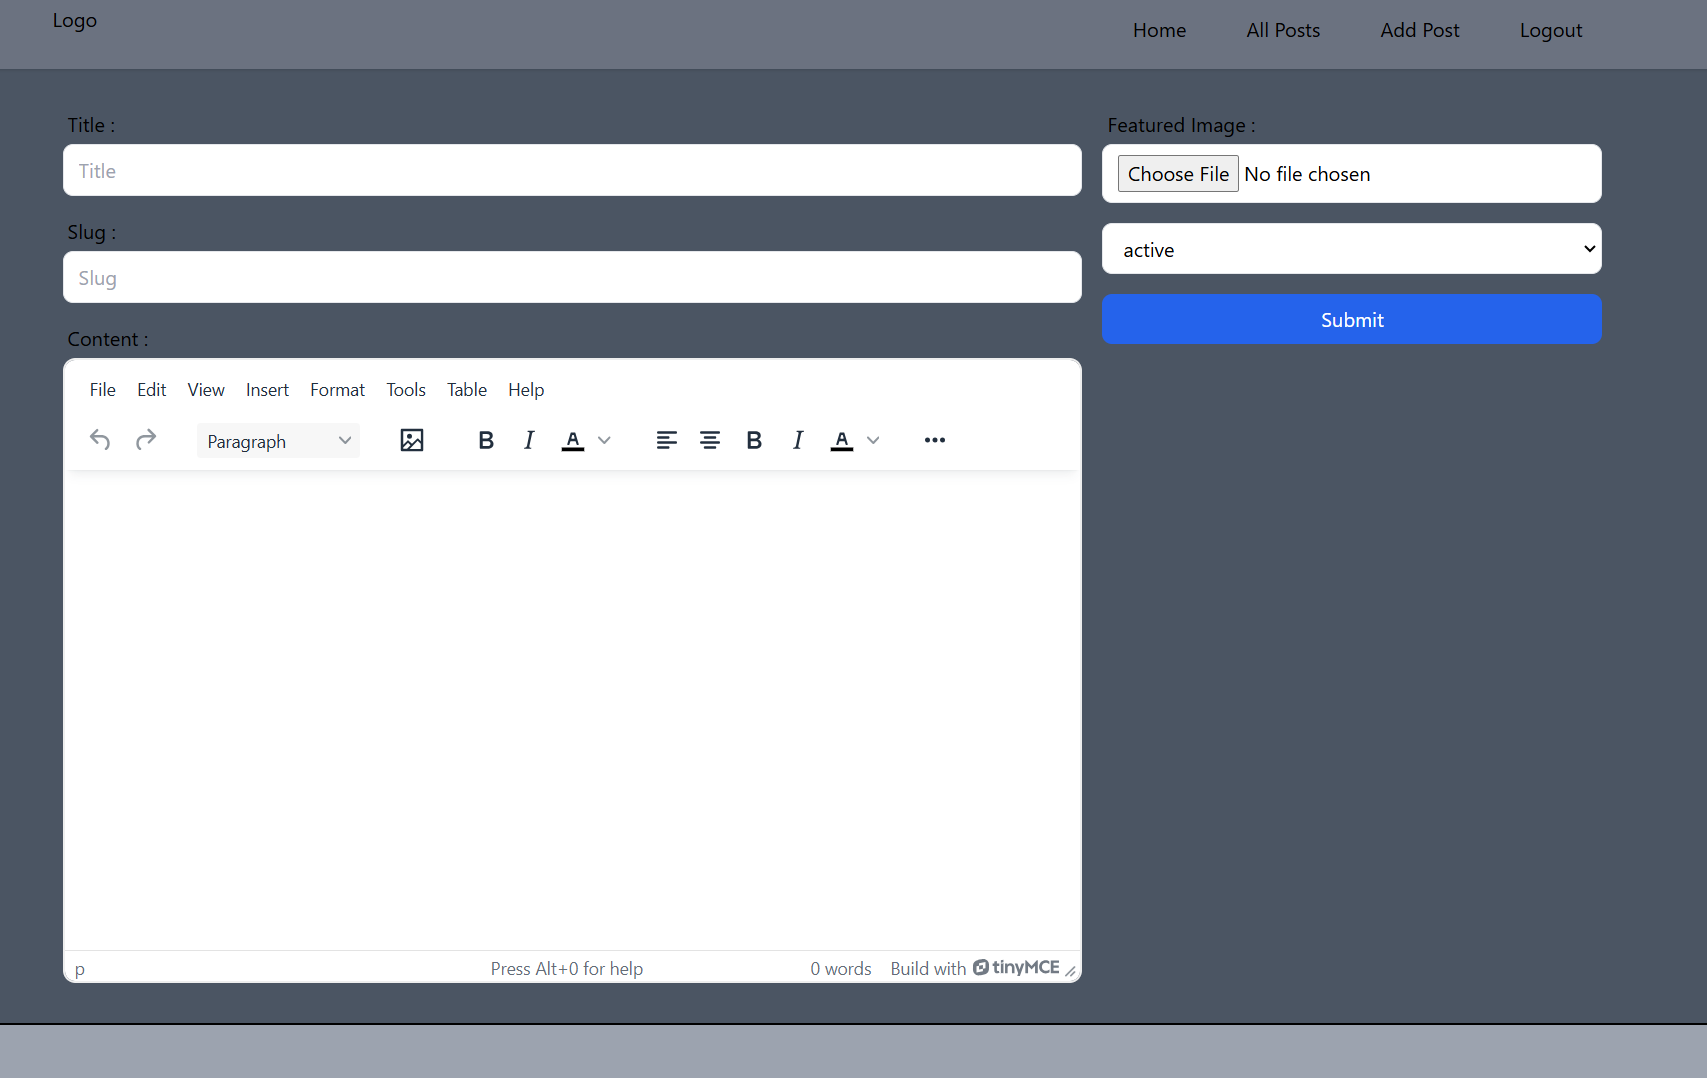 Logo
Home All Posts Add Post Logout
Title :
Title
Slug :
Slug
Content :
File Edit View Insert Format Tools Table Help
Paragraph B I A B I A
p Press Alt+0 for help 0 words Build with tinyMCE
Featured Image :
Choose File No file chosen
active
Submit